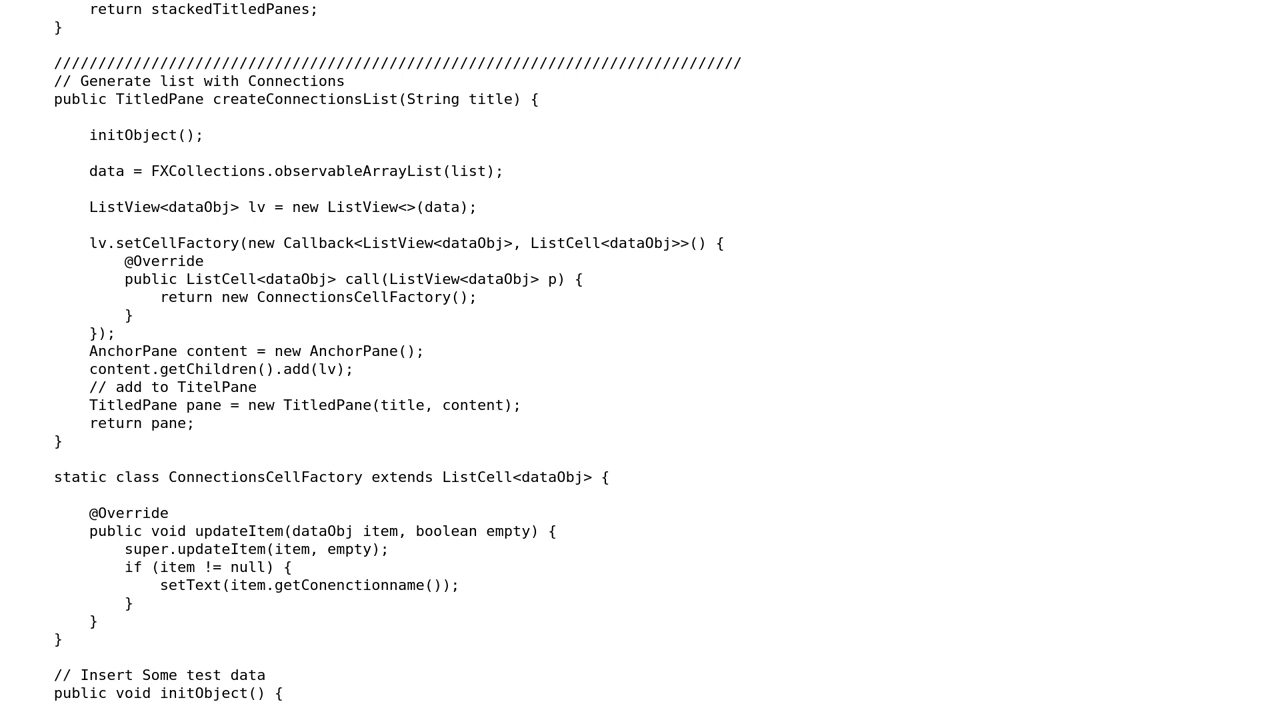 return stackedTitledPanes;
}
//////////////////////////////////////////////////////////////////////////////
// Generate list with Connections
public TitledPane createConnectionsList(String title) {
initObject();
data = FXCollections.observableArrayList(list);
ListView<dataObj> lv = new ListView<>(data);
lv.setCellFactory(new Callback<ListView<dataObj>, ListCell<dataObj>>() {
@Override
public ListCell<dataObj> call(ListView<dataObj> p) {
return new ConnectionsCellFactory();
}
});
AnchorPane content = new AnchorPane();
content.getChildren().add(lv);
// add to TitelPane
TitledPane pane = new TitledPane(title, content);
return pane;
}
static class ConnectionsCellFactory extends ListCell<dataObj> {
@Override
public void updateItem(dataObj item, boolean empty) {
super.updateItem(item, empty);
if (item != null) {
setText(item.getConenctionname());
}
}
}
// Insert Some test data
public void initObject() {